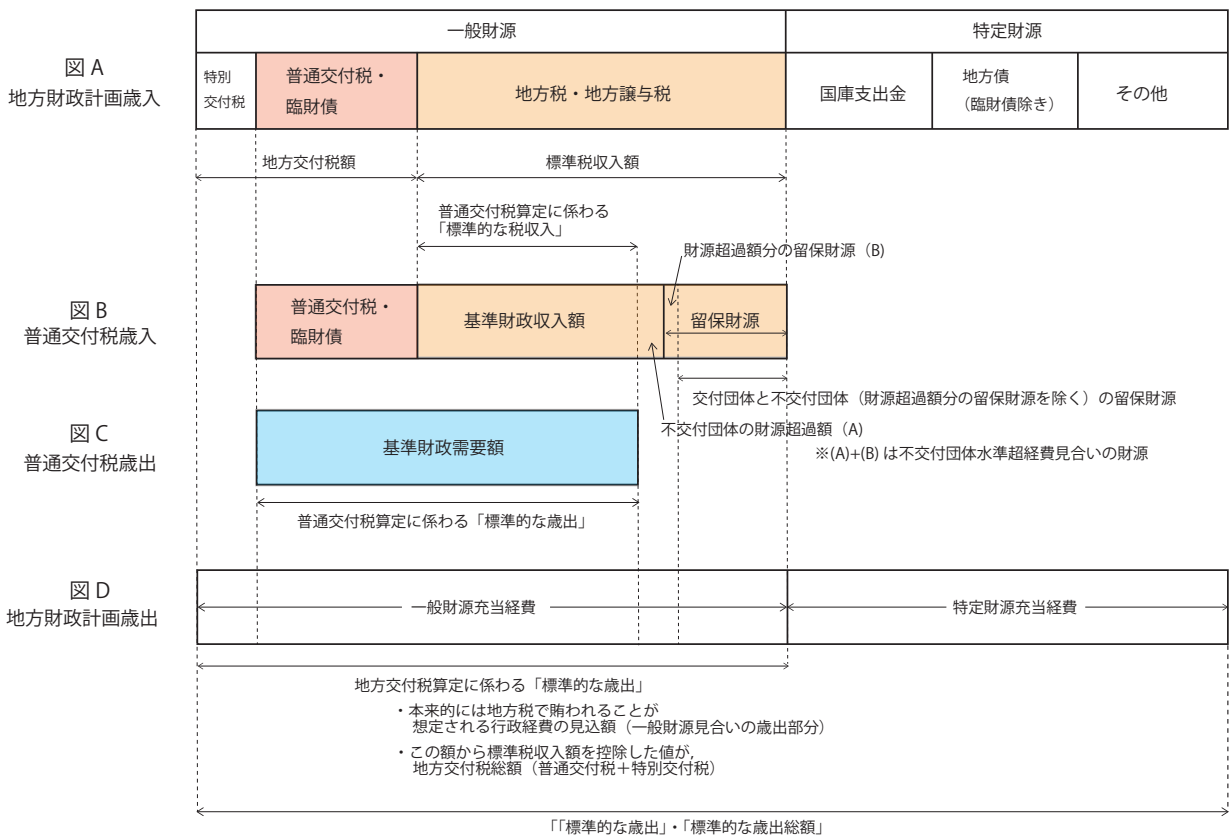 一般財源
特定財源
図 A
地方財政計画歳入
特別
交付税
普通交付税・
臨財債
地方税・地方譲与税
国庫支出金
地方債
(臨財債除き)
その他
地方交付税額
標準税収入額
普通交付税算定に係わる
「標準的な税収入」
財源超過額分の留保財源（B)
図 B
普通交付税歳入
普通交付税・
臨財債
基準財政収入額
留保財源
交付団体と不交付団体（財源超過額分の留保財源を除く）の留保財源
不交付団体の財源超過額（A）
※(A)+(B) は不交付団体水準超経費見合いの財源
図 C
普通交付税歳出
基準財政需要額
普通交付税算定に係わる「標準的な歳出」
図 D
地方財政計画歳出
一般財源充当経費
特定財源充当経費
地方交付税算定に係わる「標準的な歳出」
・本来的には地方税で賄われることが
想定される行政経費の見込額（一般財源見合いの歳出部分）
・この額から標準税収入額を控除した値が,
地方交付税総額（普通交付税＋特別交付税）
「「標準的な歳出」・「標準的な歳出総額」